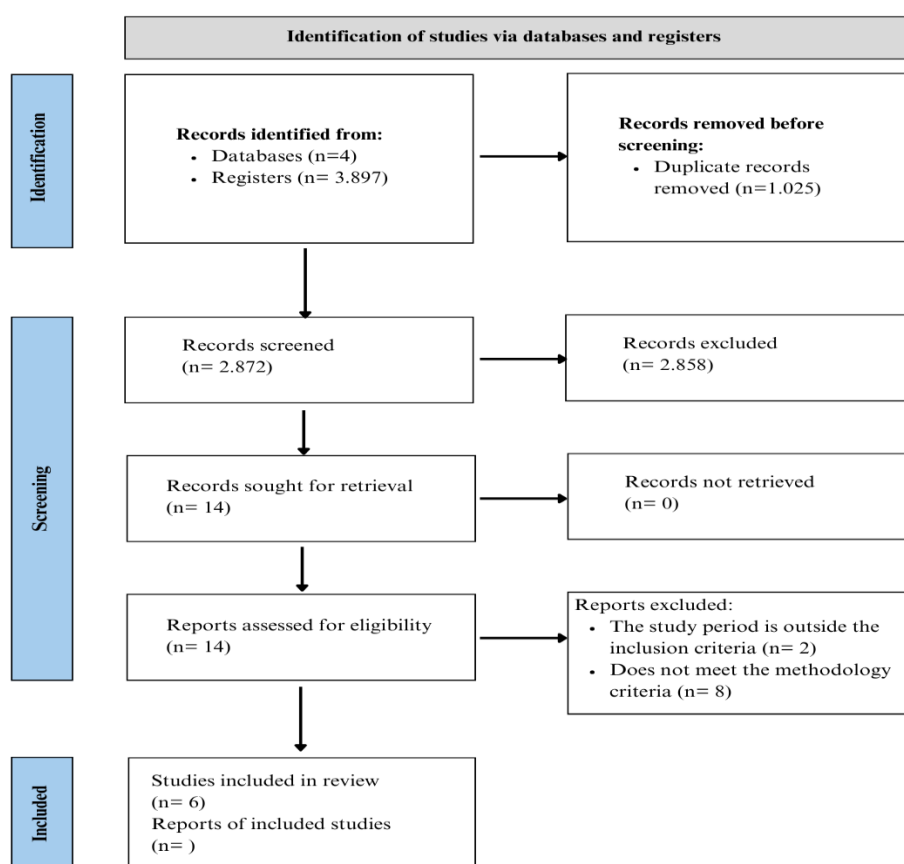 Identification of studies via databases and registers
Identification
Records identified from:
• Databases (n=4)
• Registers (n= 3.897)
Records removed before
screening:
• Duplicate records
removed (n=1.025)
Screening
Records screened
(n= 2.872)
Records excluded
(n= 2.858)
Records sought for retrieval
(n= 14)
Records not retrieved
(n= 0)
Reports assessed for eligibility
(n= 14)
Reports excluded:
• The study period is outside the
inclusion criteria (n= 2)
• Does not meet the methodology
criteria (n= 8)
Included
Studies included in review
(n= 6)
Reports of included studies
(n= )